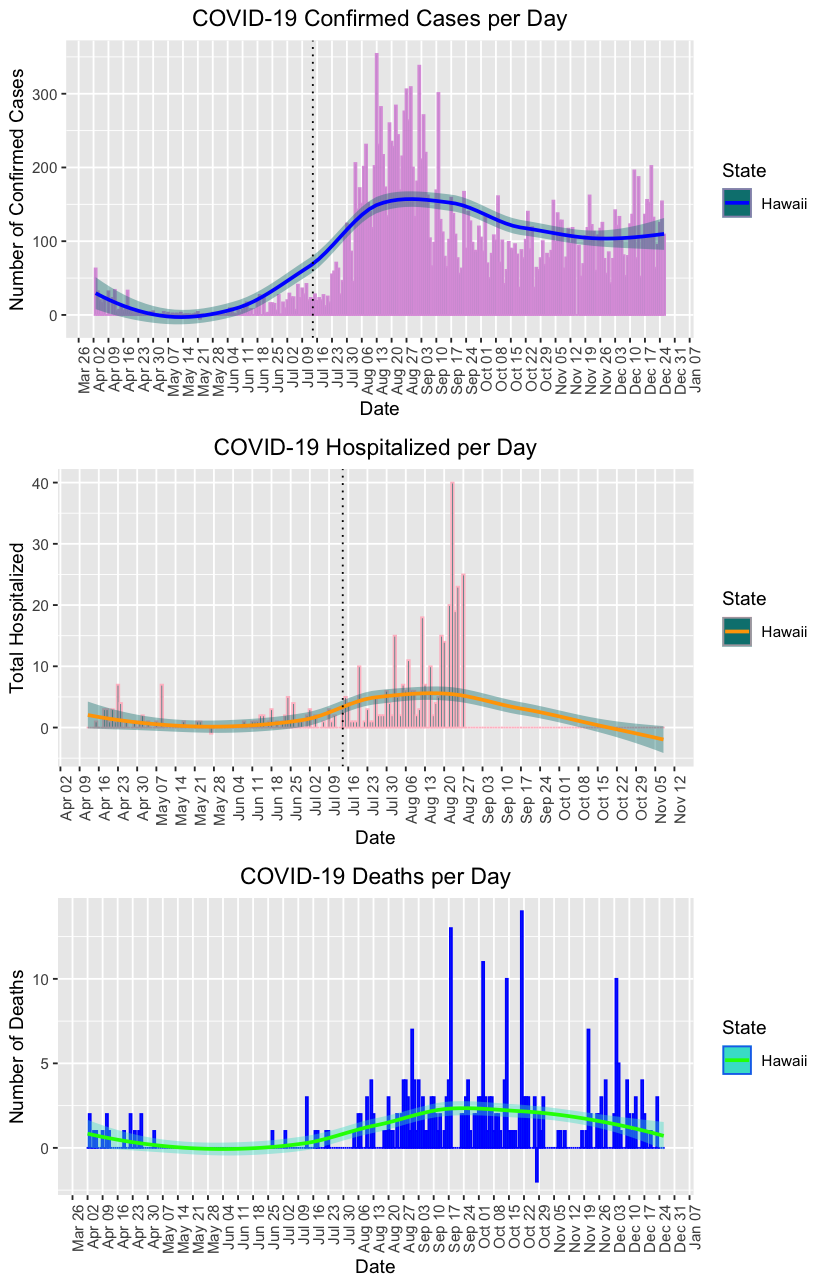 COVID-19 Confirmed Cases per Day
Number of Confirmed Cases
300
200
100
0
Mar 26
Apr 02
Apr 09
Apr 16
Apr 23
Apr 30
May 07
May 14
May 21
May 28
Jun 04
Jun 11
Jun 18
Jun 25
Jul 02
Jul 09
Jul 16
Jul 23
Jul 30
Aug 06
Aug 13
Aug 20
Aug 27
Sep 03
Sep 10
Sep 17
Sep 24
Oct 01
Oct 08
Oct 15
Oct 22
Oct 29
Nov 05
Nov 12
Nov 19
Nov 26
Dec 03
Dec 10
Dec 17
Dec 24
Dec 31
Jan 07
Date
State
Hawaii
COVID-19 Hospitalized per Day
Total Hospitalized
40
30
20
10
0
Apr 02
Apr 09
Apr 16
Apr 23
Apr 30
May 07
May 14
May 21
May 28
Jun 04
Jun 11
Jun 18
Jun 25
Jul 02
Jul 09
Jul 16
Jul 23
Jul 30
Aug 06
Aug 13
Aug 20
Aug 27
Sep 03
Sep 10
Sep 17
Sep 24
Oct 01
Oct 08
Oct 15
Oct 22
Oct 29
Nov 05
Nov 12
Date
State
Hawaii
COVID-19 Deaths per Day
Number of Deaths
10
5
0
Mar 26
Apr 02
Apr 09
Apr 16
Apr 23
Apr 30
May 07
May 14
May 21
May 28
Jun 04
Jun 11
Jun 18
Jun 25
Jul 02
Jul 09
Jul 16
Jul 23
Jul 30
Aug 06
Aug 13
Aug 20
Aug 27
Sep 03
Sep 10
Sep 17
Sep 24
Oct 01
Oct 08
Oct 15
Oct 22
Oct 29
Nov 05
Nov 12
Nov 19
Nov 26
Dec 03
Dec 10
Dec 17
Dec 24
Dec 31
Jan 07
Date
State
Hawaii